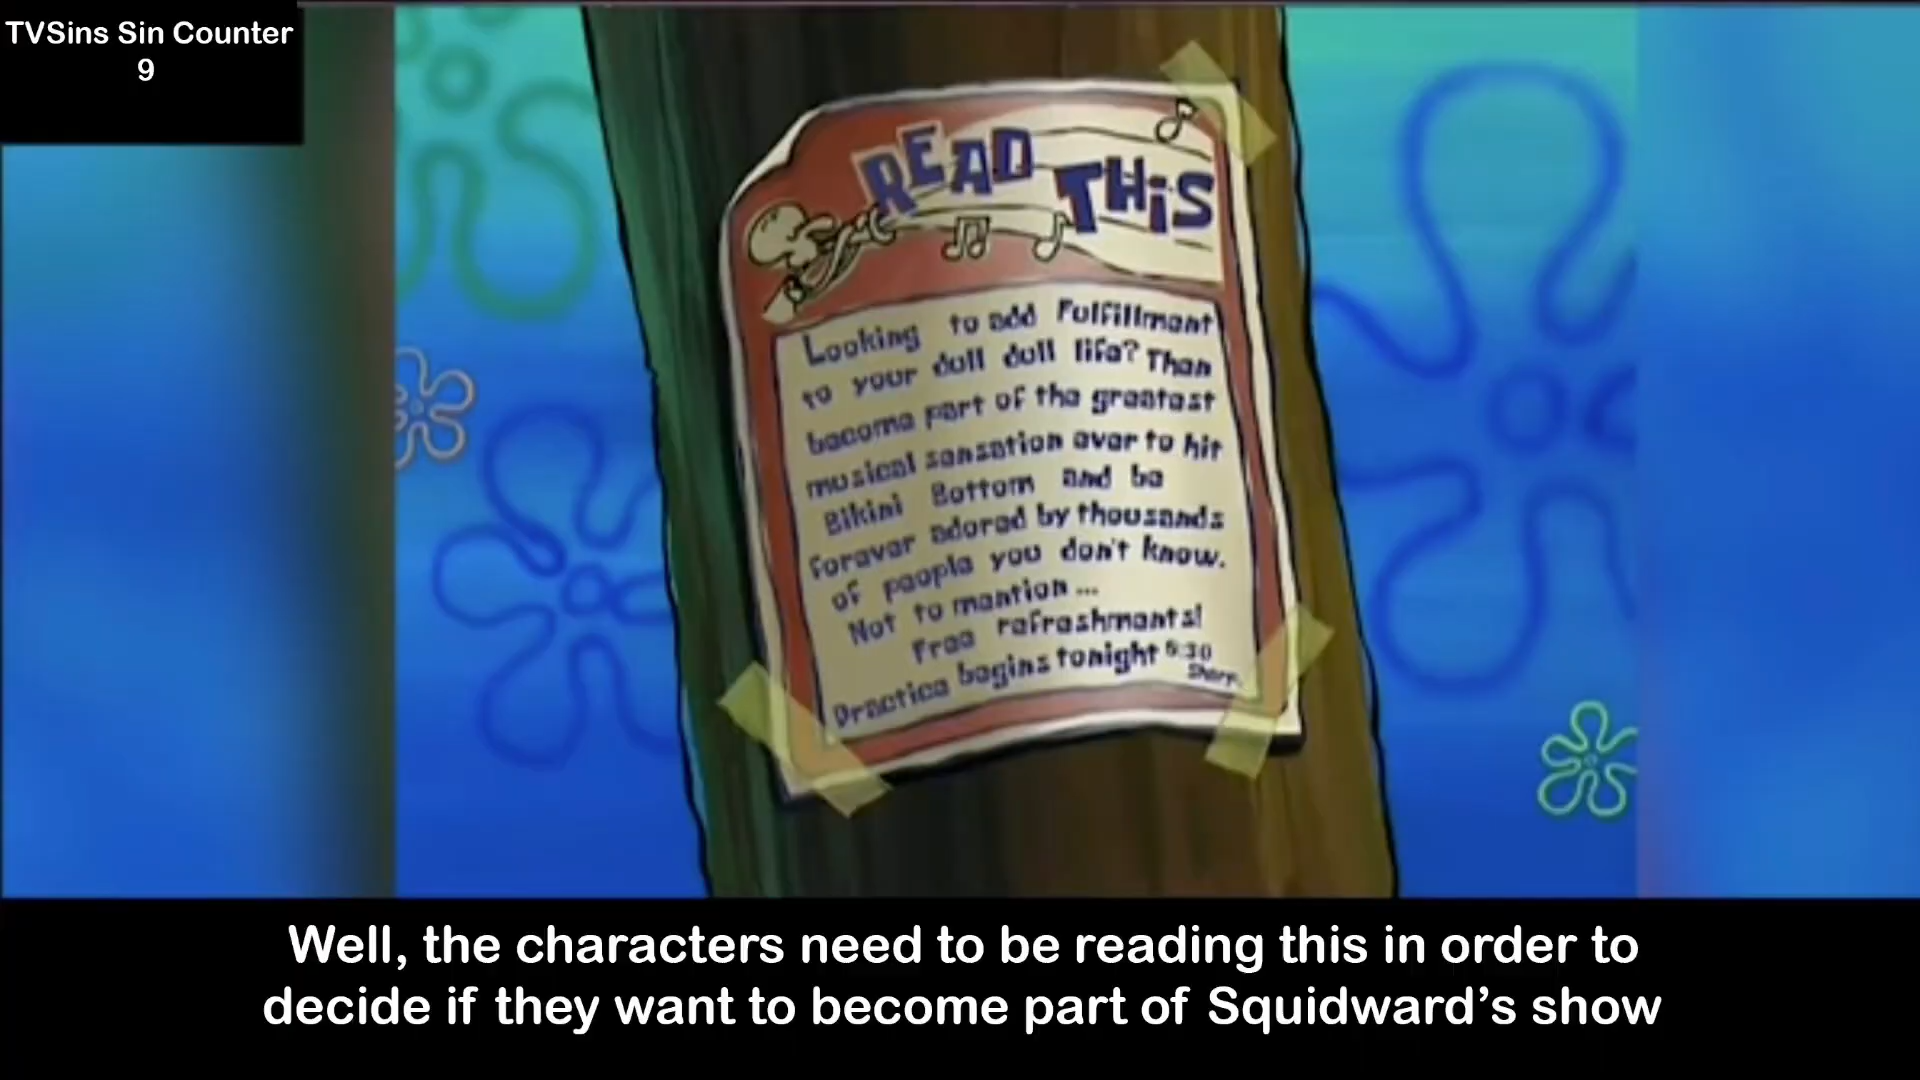 TVSins Sin Counter
9
READ THIS
Looking to add Fulfillment
to your dull dull life? Then
become part of the greatest
musical sensation ever to hit
Bikini Bottom and be
forever adored by thousands
of people you don't know.
Not to mention...
Free refreshments!
Practice begins tonight 8:30
Sharp.
Well, the characters need to be reading this in order to
decide if they want to become part of Squidward's show